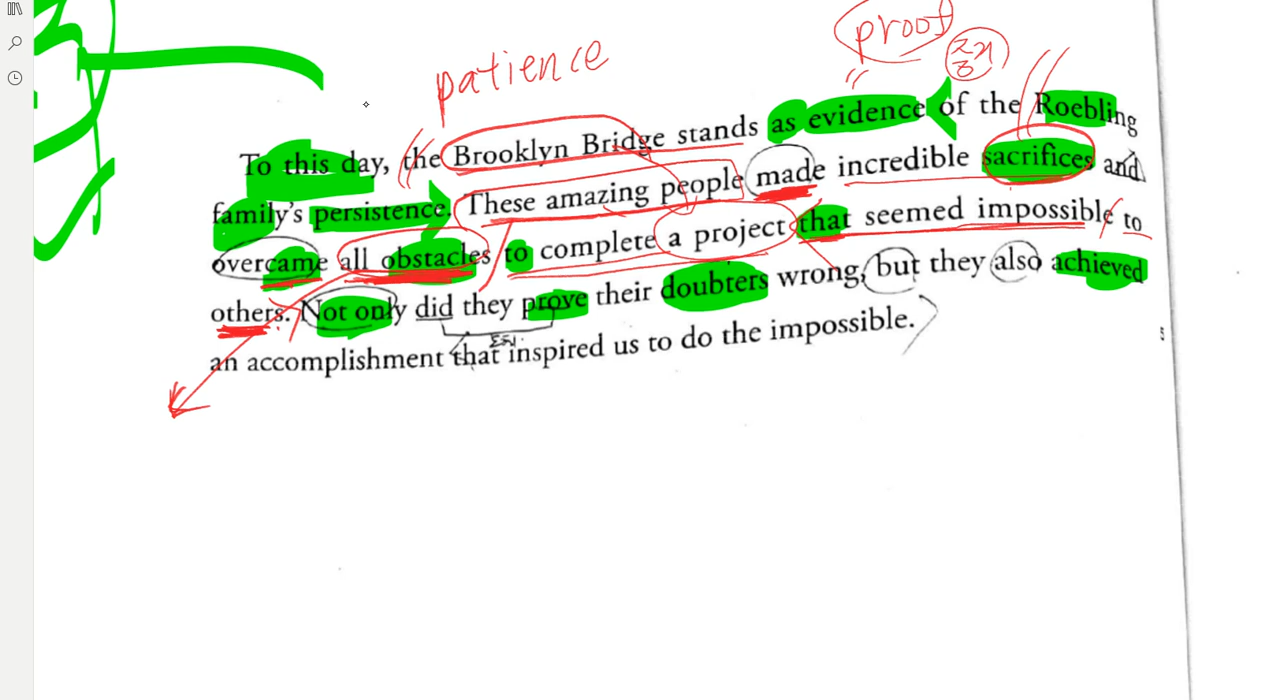 proof
증거
patience
To this day, the Brooklyn Bridge stands as evidence of the Roebling
family's persistence. These amazing people made incredible sacrifices and
overcame all obstacles to complete a project that seemed impossible to
others. Not only did they prove their doubters wrong, but they also achieved
an accomplishment that inspired us to do the impossible.